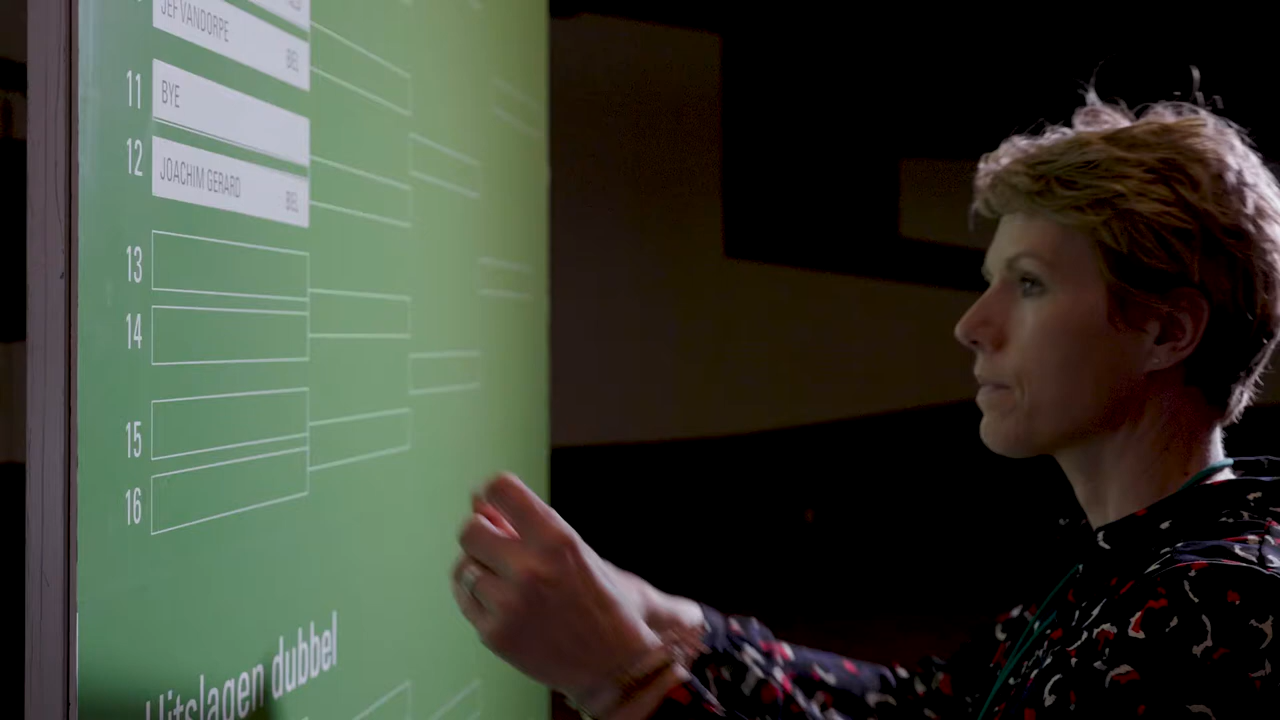 JEF VANDORPE
BEL
11 BYE
12 JOACHIM GERARD
BEL
13
14
15
16
Uitslagen dubbel